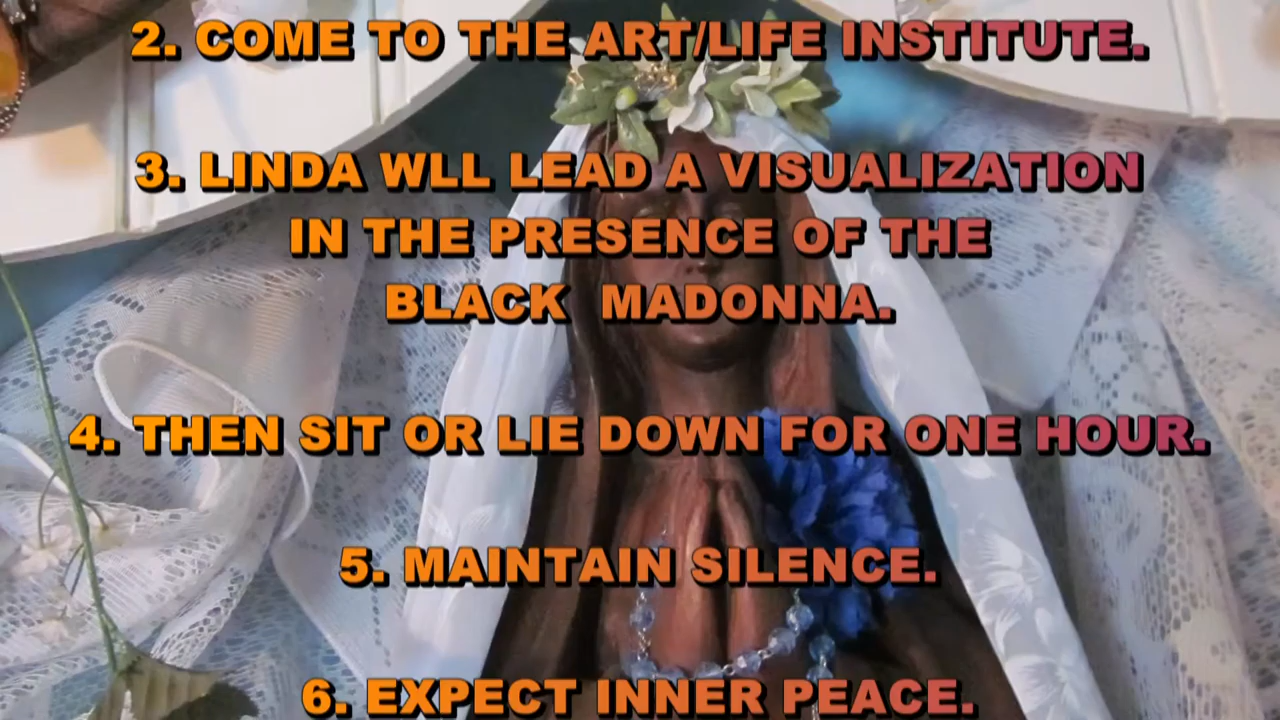 2. COME TO THE ART/LIFE INSTITUTE.
3. LINDA WLL LEAD A VISUALIZATION
IN THE PRESENCE OF THE
BLACK MADONNA.
4. THEN SIT OR LIE DOWN FOR ONE HOUR.
5. MAINTAIN SILENCE.
6. EXPECT INNER PEACE.